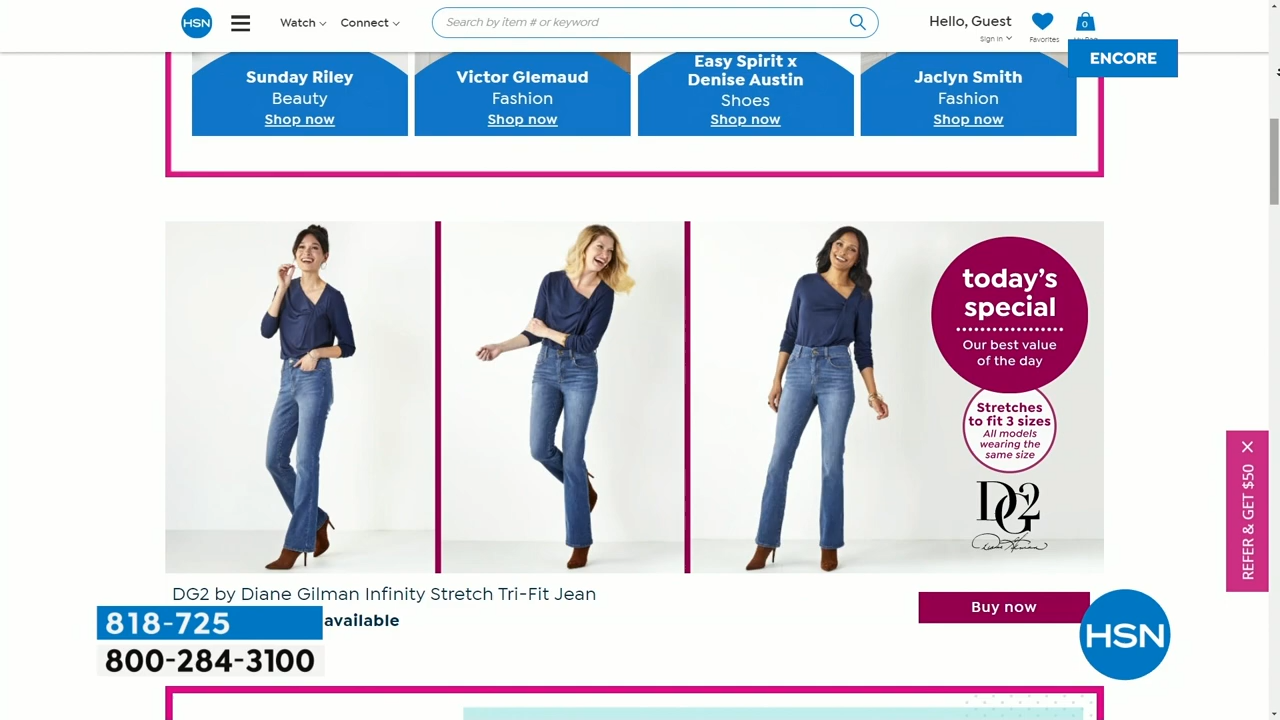 HSN
Watch
Connect
Search by item # or keyword
Hello, Guest
Sign In
Favorites
0
ENCORE
Sunday Riley
Beauty
Shop now
Victor Glemaud
Fashion
Shop now
Easy Spirit x
Denise Austin
Shoes
Shop now
Jaclyn Smith
Fashion
Shop now
today's
special
Our best value
of the day
Stretches
to fit 3 sizes
All models
wearing the
same size
DG2
Diane Gilman
REFER & GET $50
DG2 by Diane Gilman Infinity Stretch Tri-Fit Jean
available
Buy now
818-725
800-284-3100
HSN